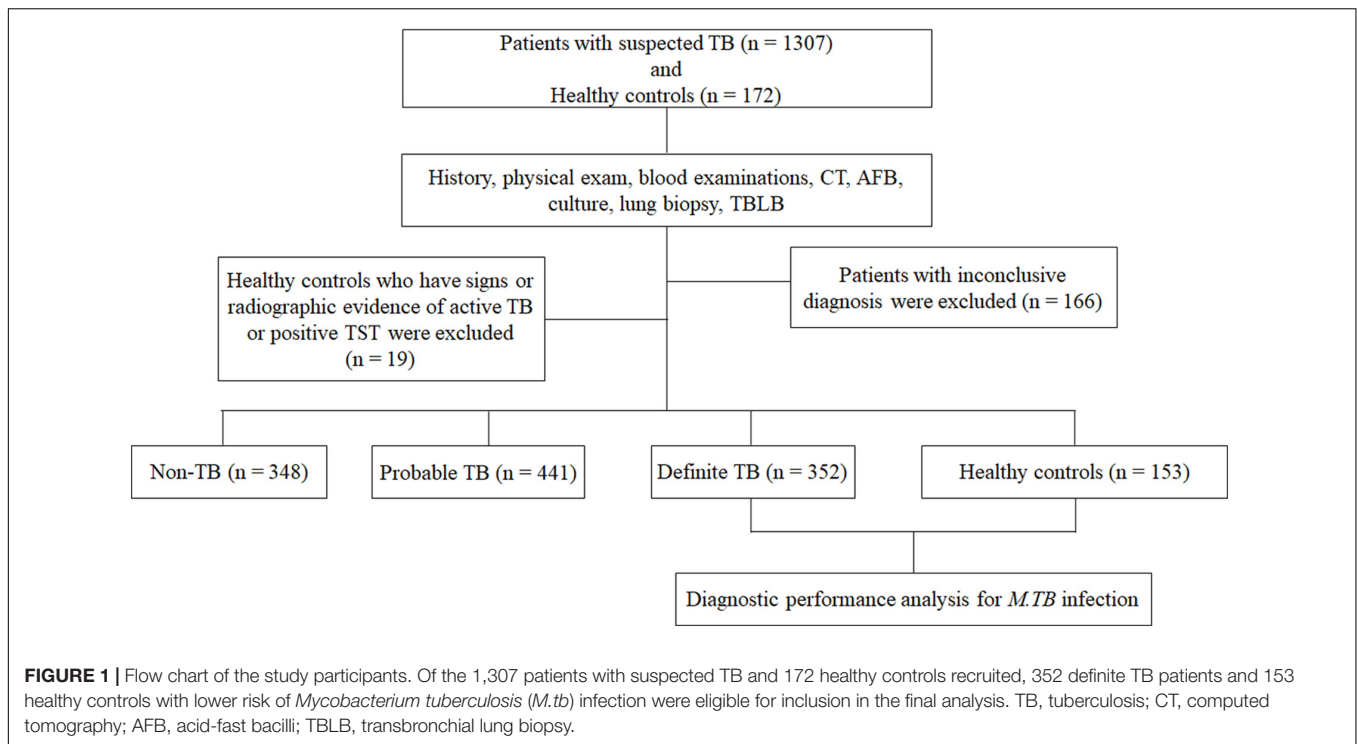 Patients with suspected TB (n = 1307)
and
Healthy controls (n = 172)
History, physical exam, blood examinations, CT, AFB,
culture, lung biopsy, TBLB
Healthy controls who have signs or
radiographic evidence of active TB
or positive TST were excluded
(n = 19)
Patients with inconclusive
diagnosis were excluded (n = 166)
Non-TB (n = 348)
Probable TB (n = 441)
Definite TB (n = 352)
Healthy controls (n = 153)
Diagnostic performance analysis for M.TB infection
FIGURE 1 | Flow chart of the study participants. Of the 1,307 patients with suspected TB and 172 healthy controls recruited, 352 definite TB patients and 153
healthy controls with lower risk of Mycobacterium tuberculosis (M.tb) infection were eligible for inclusion in the final analysis. TB, tuberculosis; CT, computed
tomography; AFB, acid-fast bacilli; TBLB, transbronchial lung biopsy.